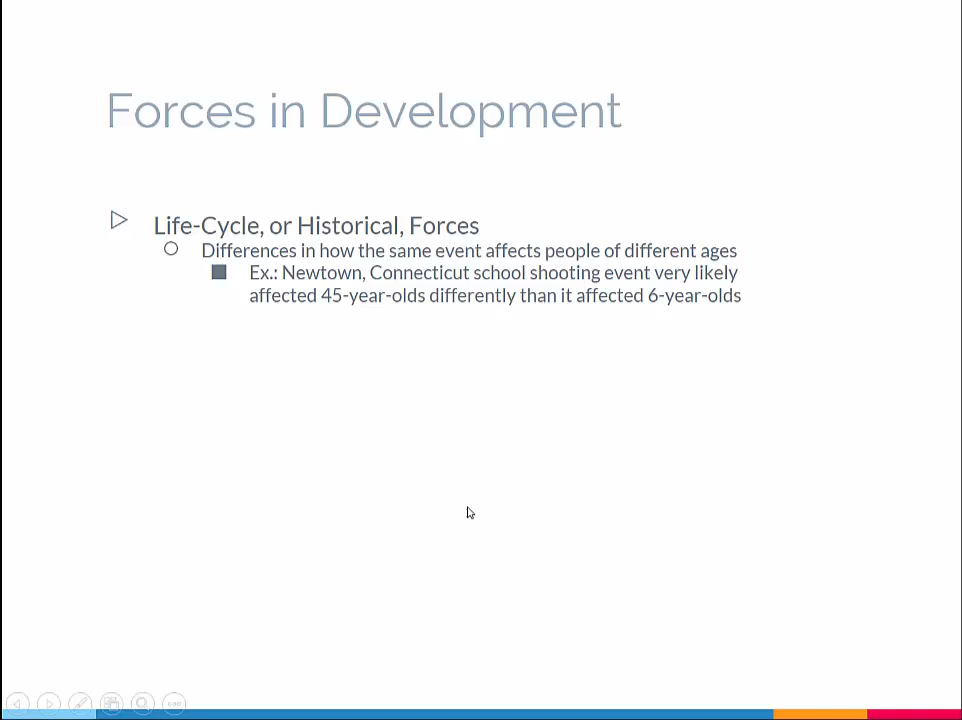 Forces in Development
Life-Cycle, or Historical, Forces
Differences in how the same event affects people of different ages
Ex.: Newtown, Connecticut school shooting event very likely
affected 45-year-olds differently than it affected 6-year-olds